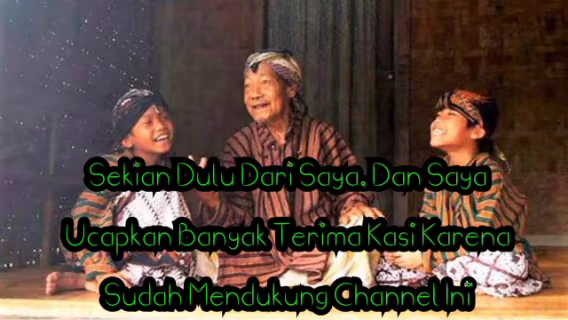 Sekian Dulu Dari Saya, Dan Saya
Ucapkan Banyak Terima Kasi Karena
Sudah Mendukung Channel Ini